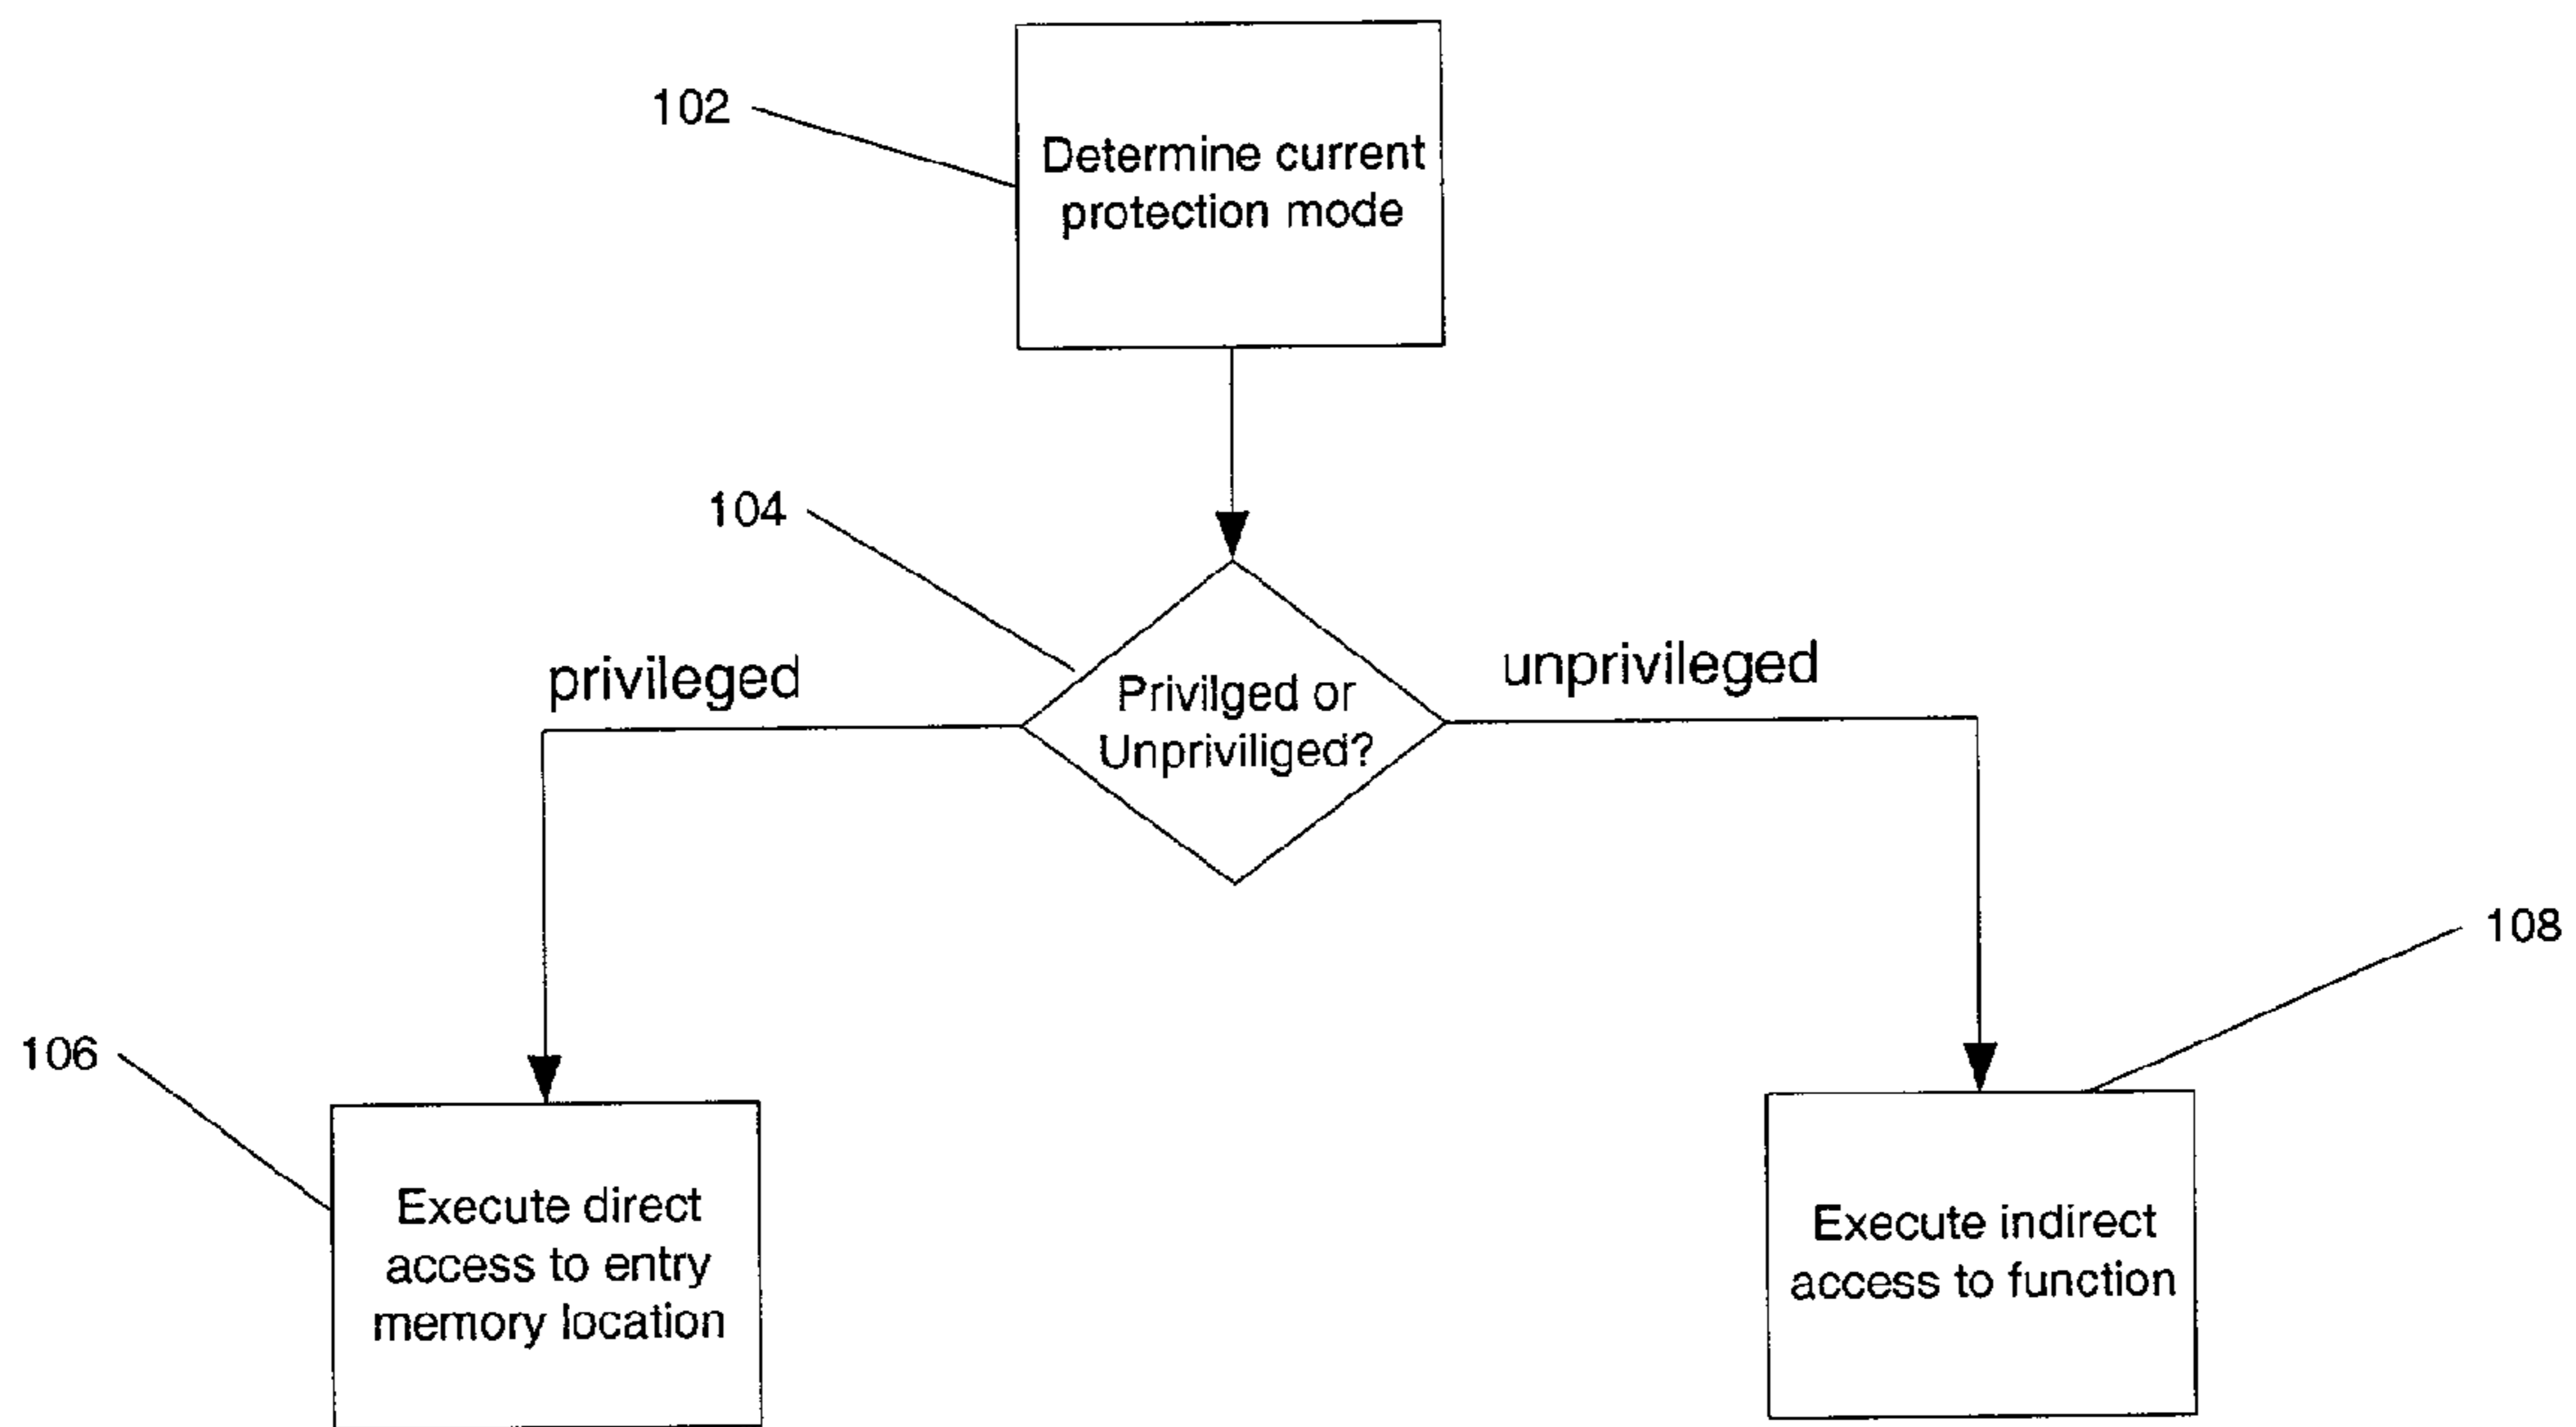 102
Determine current
protection mode
104
privileged
Privilged or
Unpriviliged?
unprivileged
108
106
Execute direct
access to entry
memory location
Execute indirect
access to function